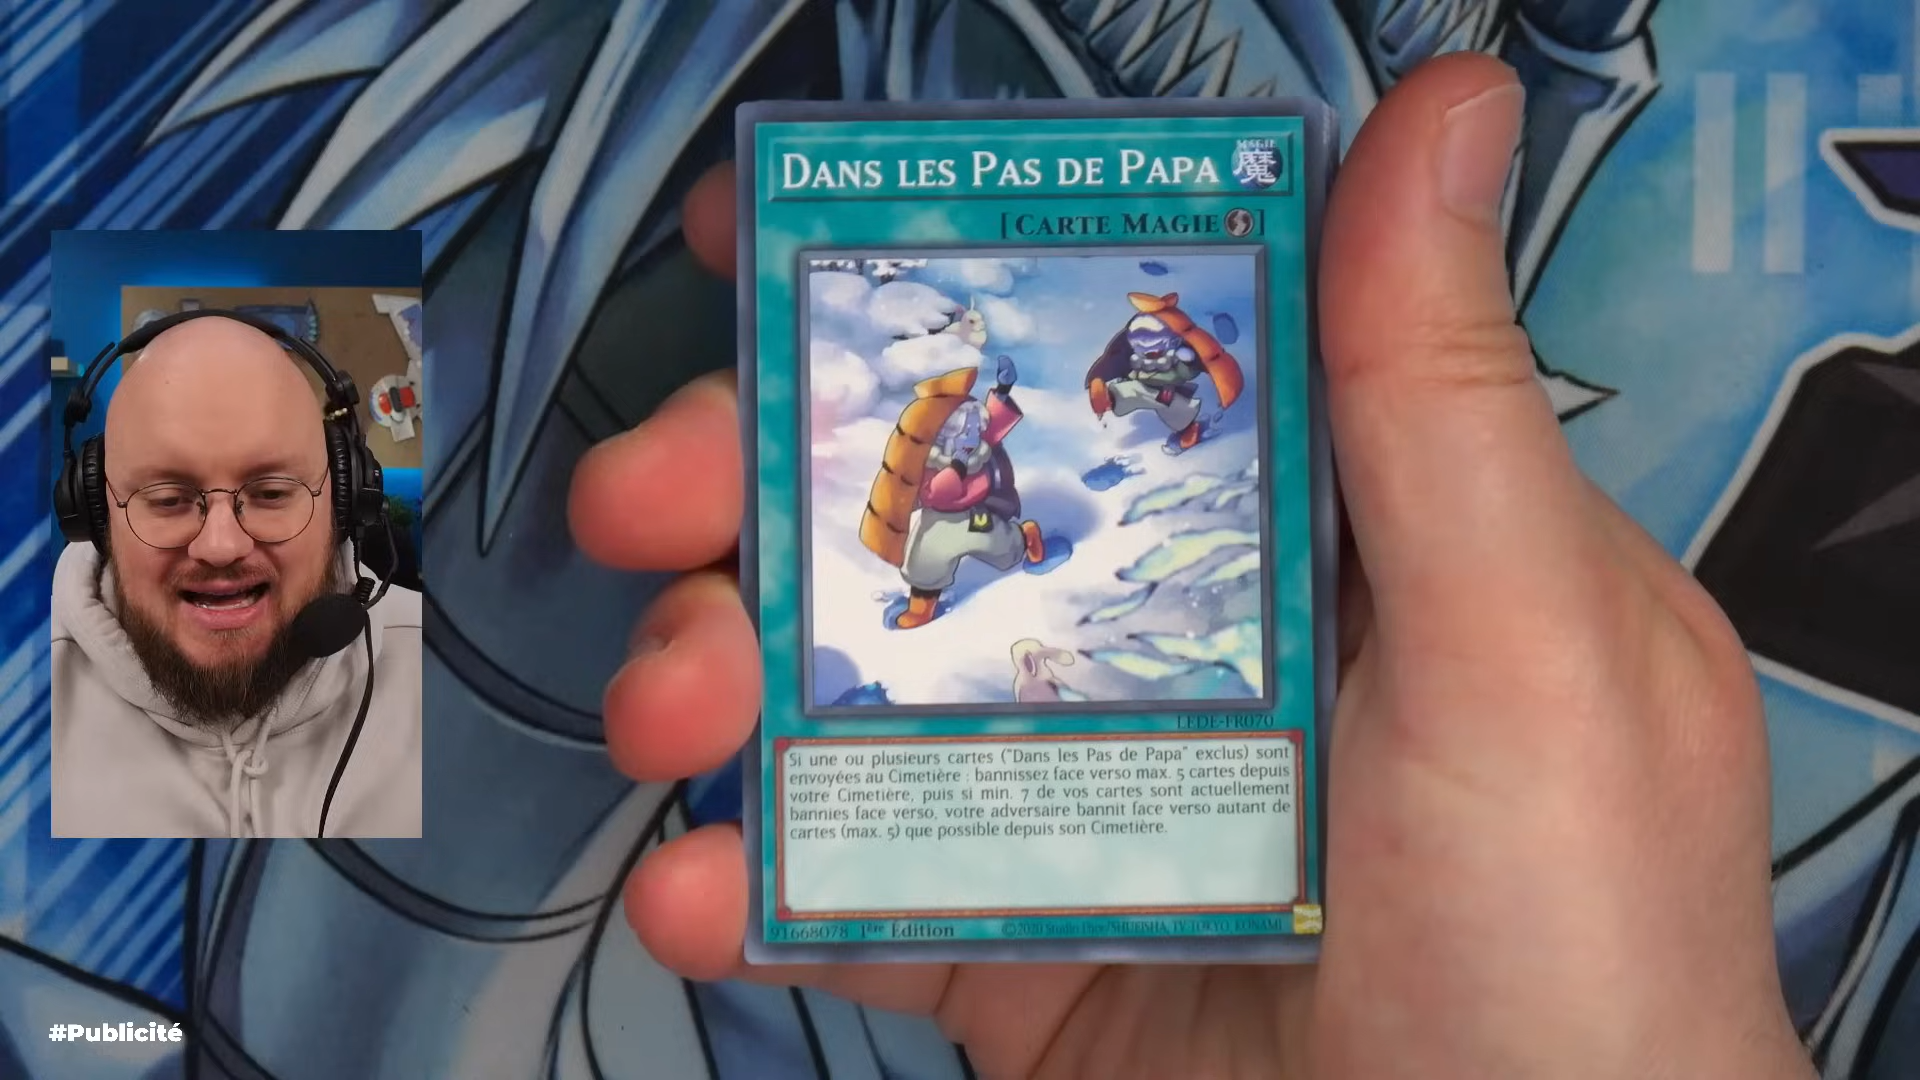 DANS LES PAS DE PAPA
MAGIE
魔
[CARTE MAGIE]
LEDE-FR070
Si une ou plusieurs cartes ("Dans les Pas de Papa" exclus) sont
envoyées au Cimetière : bannissez face verso max. 5 cartes depuis
votre Cimetière, puis si min. 7 de vos cartes sont actuellement
bannies face verso, votre adversaire bannit face verso autant de
cartes (max. 5) que possible depuis son Cimetière.
91668078 1ère Édition ©2020 Studio Dice/SHUEISHA, TV TOKYO, KONAMI
#Publicité